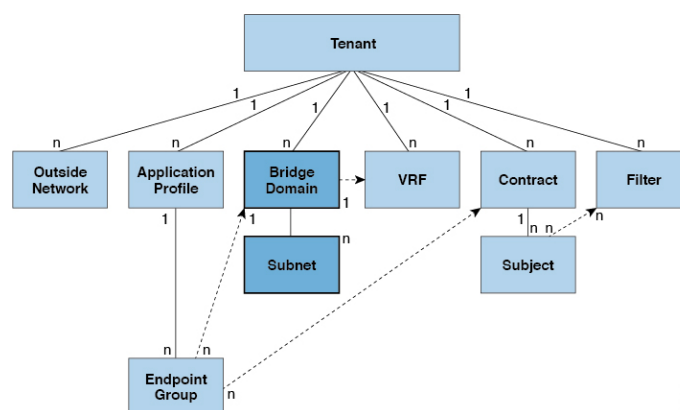 Tenant
1 1 1 1 1 1
n n n n n n
Outside
Network
Application
Profile
Bridge
Domain
VRF
Contract
Filter
1 1 1 1 n
n n n
Subnet
Subject
n n
Endpoint
Group
n